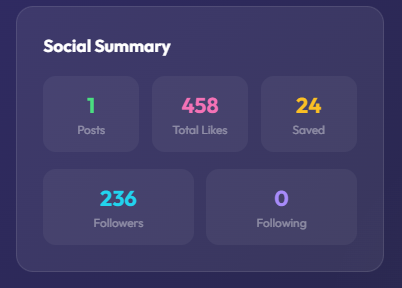 Social Summary
1 458 24
Posts Total Likes Saved
236 0
Followers Following